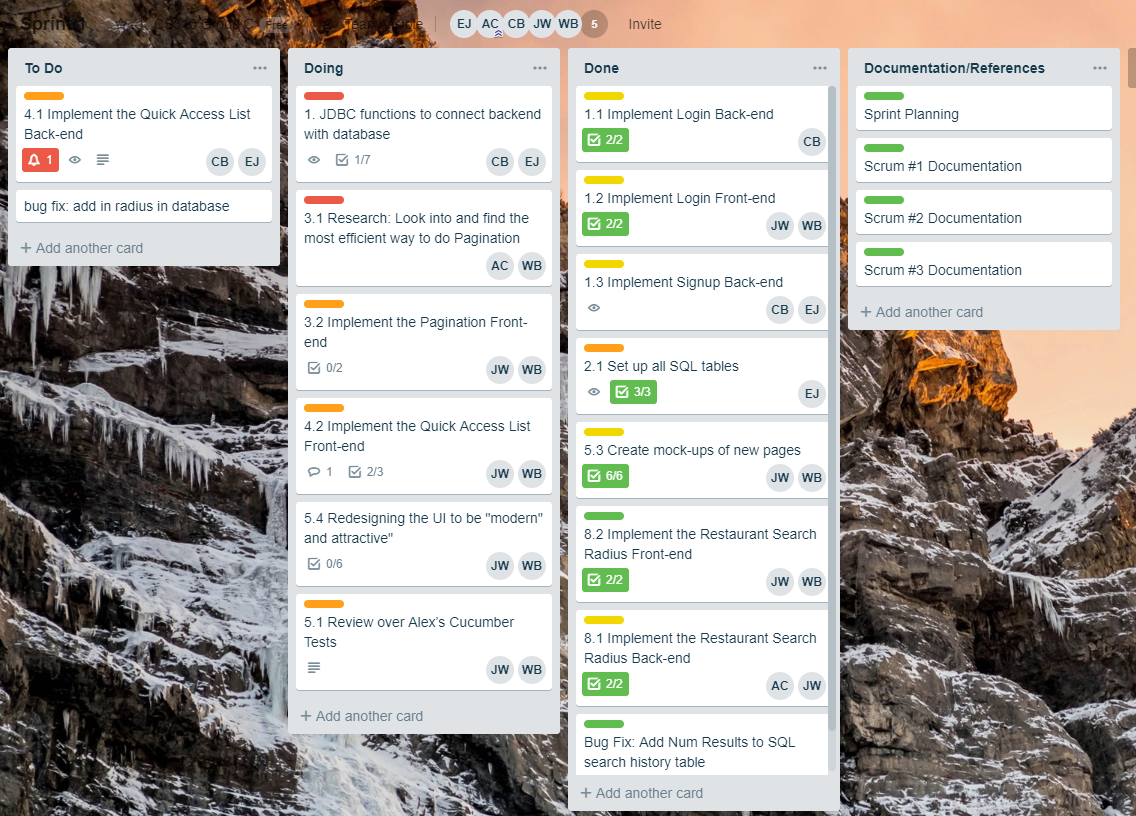 Sprint
Free
EJ AC CB JW WB 5 Invite
To Do
4.1 Implement the Quick Access List
Back-end
1
CB EJ
bug fix: add in radius in database
+ Add another card
Doing
1. JDBC functions to connect backend
with database
1/7
CB EJ
3.1 Research: Look into and find the
most efficient way to do Pagination
AC WB
3.2 Implement the Pagination Front-
end
0/2
JW WB
4.2 Implement the Quick Access List
Front-end
1 2/3
JW WB
5.4 Redesigning the UI to be "modern"
and attractive"
0/6
JW WB
5.1 Review over Alex's Cucumber
Tests
JW WB
+ Add another card
Done
1.1 Implement Login Back-end
2/2
CB
1.2 Implement Login Front-end
2/2
JW WB
1.3 Implement Signup Back-end
CB EJ
2.1 Set up all SQL tables
3/3
EJ
5.3 Create mock-ups of new pages
6/6
JW WB
8.2 Implement the Restaurant Search
Radius Front-end
2/2
JW WB
8.1 Implement the Restaurant Search
Radius Back-end
2/2
AC JW
Bug Fix: Add Num Results to SQL
search history table
+ Add another card
Documentation/References
Sprint Planning
Scrum #1 Documentation
Scrum #2 Documentation
Scrum #3 Documentation
+ Add another card